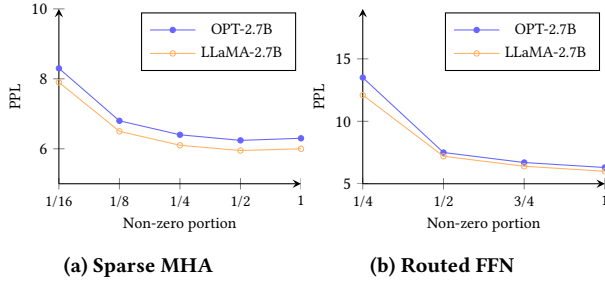 10
8
6
PPL
OPT-2.7B
LLaMA-2.7B
1/16 1/8 1/4 1/2 1
Non-zero portion
(a) Sparse MHA
15
10
5
PPL
OPT-2.7B
LLaMA-2.7B
1/4 1/2 3/4 1
Non-zero portion
(b) Routed FFN